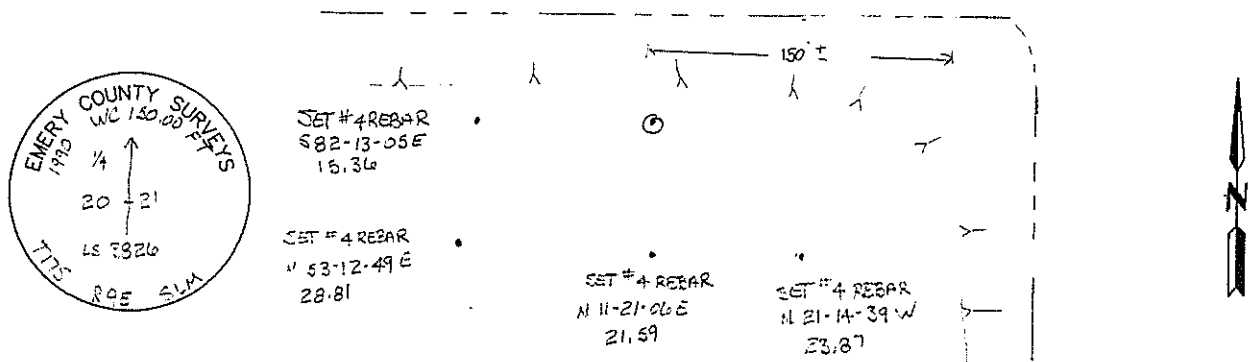 150' ±
EMERY COUNTY SURVEYS
1990 WC 150.00 FT
1/4
20 21
LS 3826
T17S R9E SLM
SET #4 REBAR
S82-13-05E
15.36
SET #4 REBAR
N 53-12-49 E
28.81
SET #4 REBAR
N 11-21-06 E
21.59
SET #4 REBAR
N 21-14-39 W
23.87
N